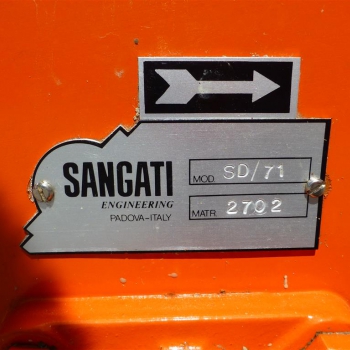 SANGATI
ENGINEERING
PADOVA-ITALY
MOD. SD/71
MATR. 2702